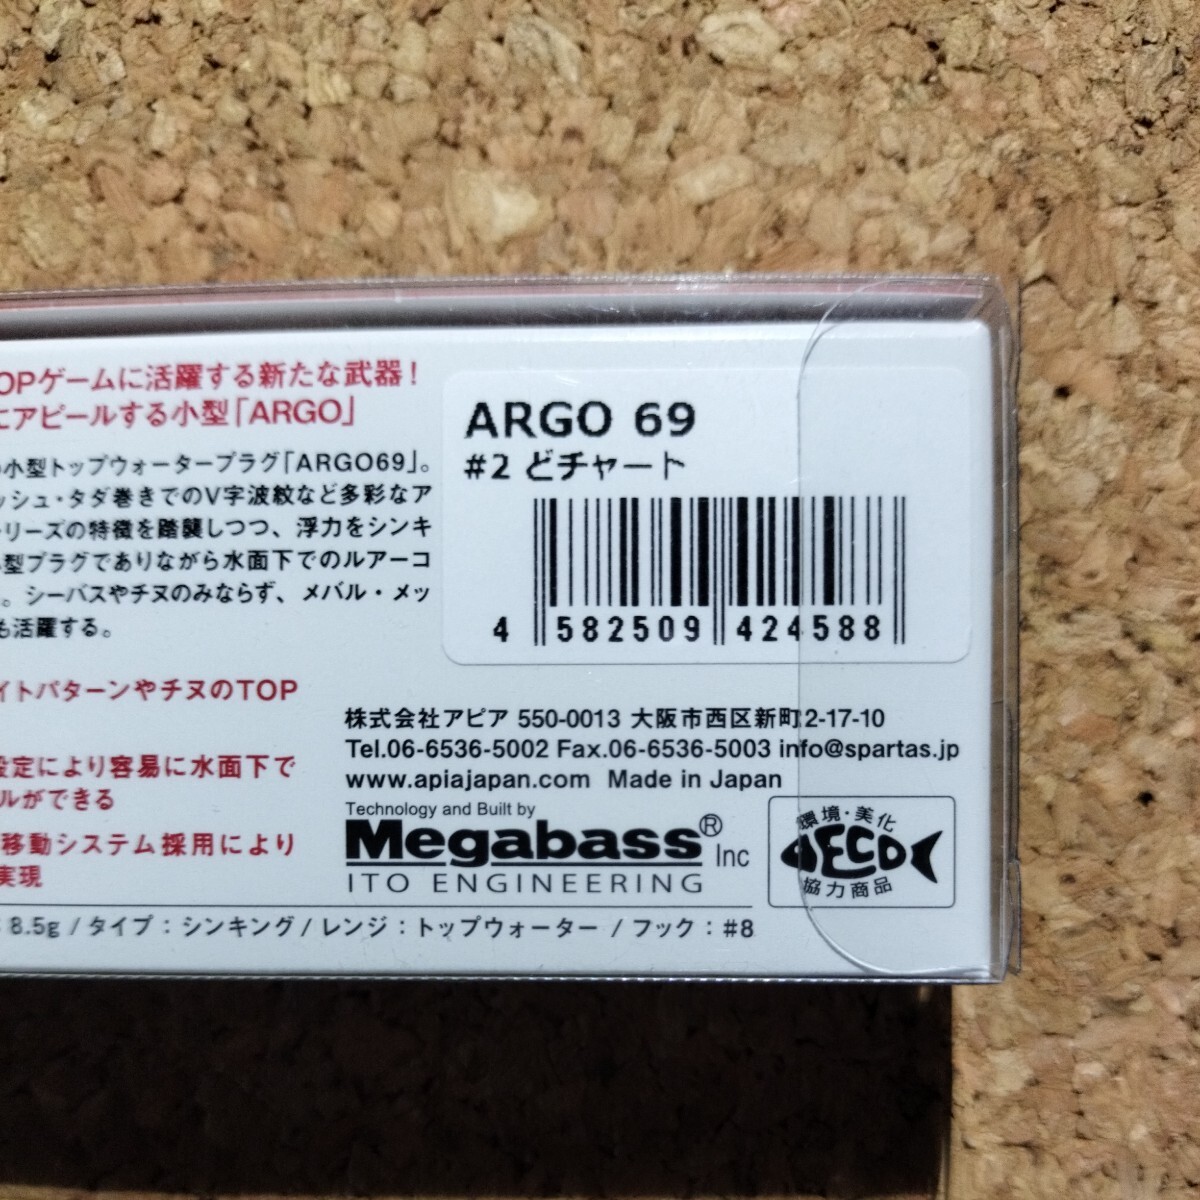 OPゲームに活躍する新たな武器！
にアピールする小型「ARGO」
小型トップウォータープラグ「ARGO69」。
ッシュ・タダ巻きでのV字波紋など多彩なア
リーズの特徴を踏襲しつつ、浮力をシンキ
型プラグでありながら水面下でのルアーコ
。シーバスやチヌのみならず、メバル・メッ
も活躍する。
イトパターンやチヌのTOP
設定により容易に水面下で
ルができる
移動システム採用により
実現
8.5g / タイプ：シンキング / レンジ：トップウォーター / フック：#8
ARGO 69
#2 どチャート
4 582509 424588
株式会社アピア 550-0013 大阪市西区新町2-17-10
Tel.06-6536-5002 Fax.06-6536-5003 info@spartas.jp
www.apiajapan.com Made in Japan
Technology and Built by
Megabass® Inc
ITO ENGINEERING
環境・美化
ECO
協力商品